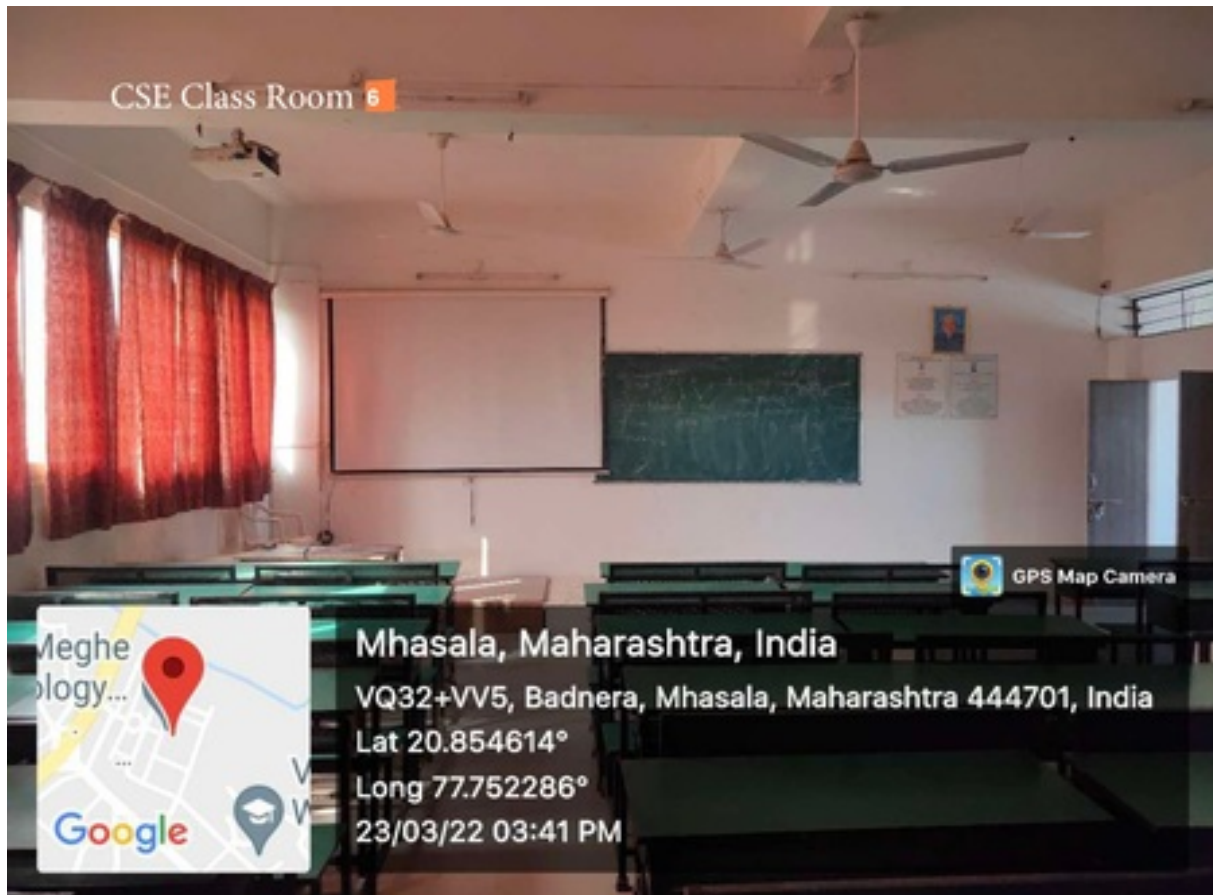 CSE Class Room 6
GPS Map Camera
Meghe
ology...
Google
Mhasala, Maharashtra, India
VQ32+VV5, Badnera, Mhasala, Maharashtra 444701, India
Lat 20.854614°
Long 77.752286°
23/03/22 03:41 PM